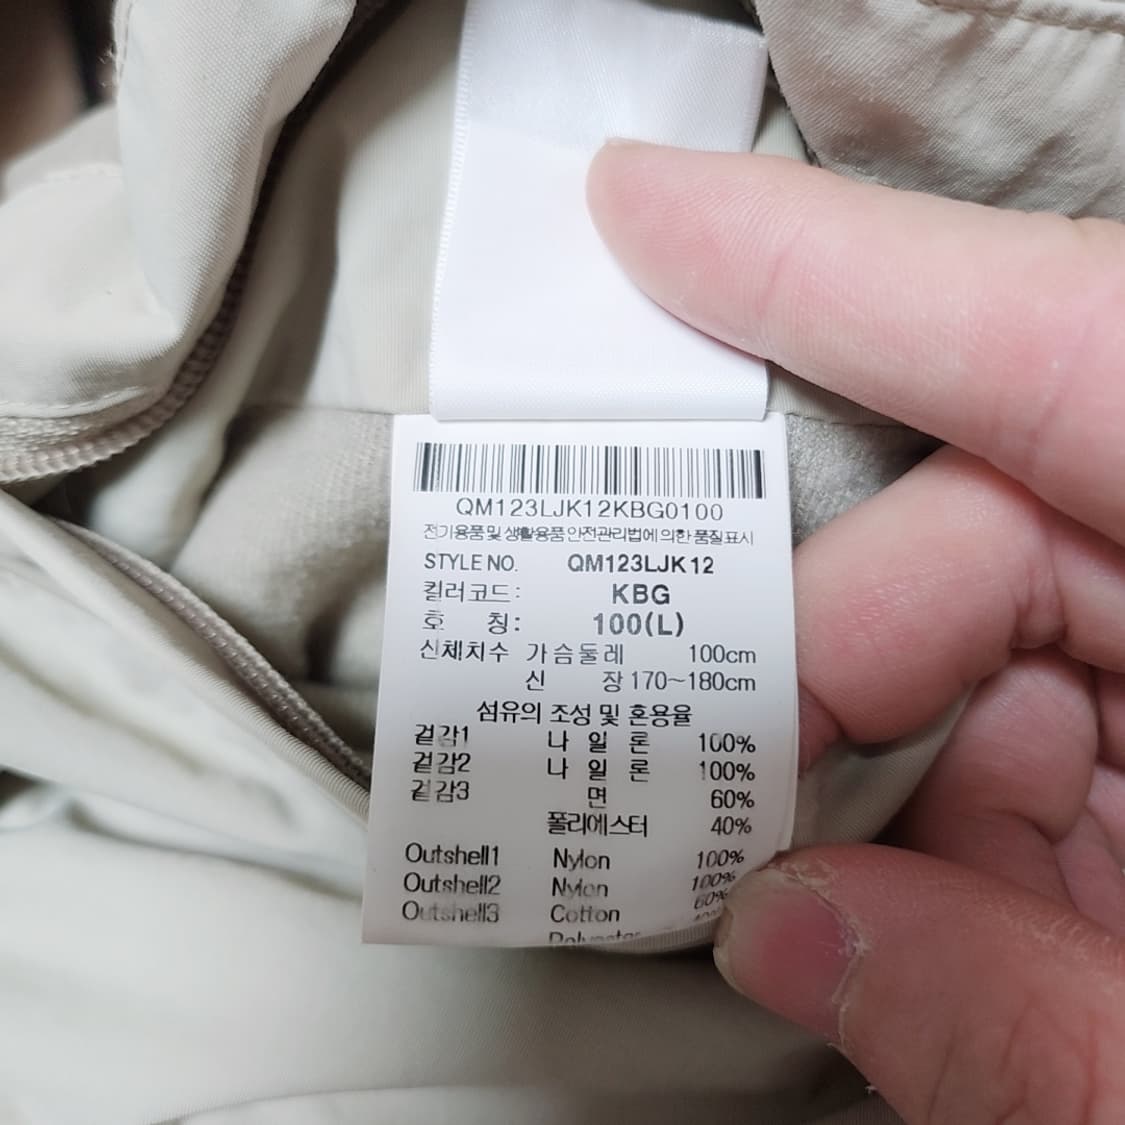 QM123LJK12KBG0100
전기용품 및 생활용품 안전관리법에 의한 품질표시
STYLE NO. QM123LJK12
컬러코드: KBG
호 칭: 100(L)
신체치수 가슴둘레 100cm
신 장 170~180cm
섬유의 조성 및 혼용율
겉감1 나 일 론 100%
겉감2 나 일 론 100%
겉감3 면 60%
폴리에스터 40%
Outshell1 Nylon 100%
Outshell2 Nylon 100%
Outshell3 Cotton 60%
Polyester 40%